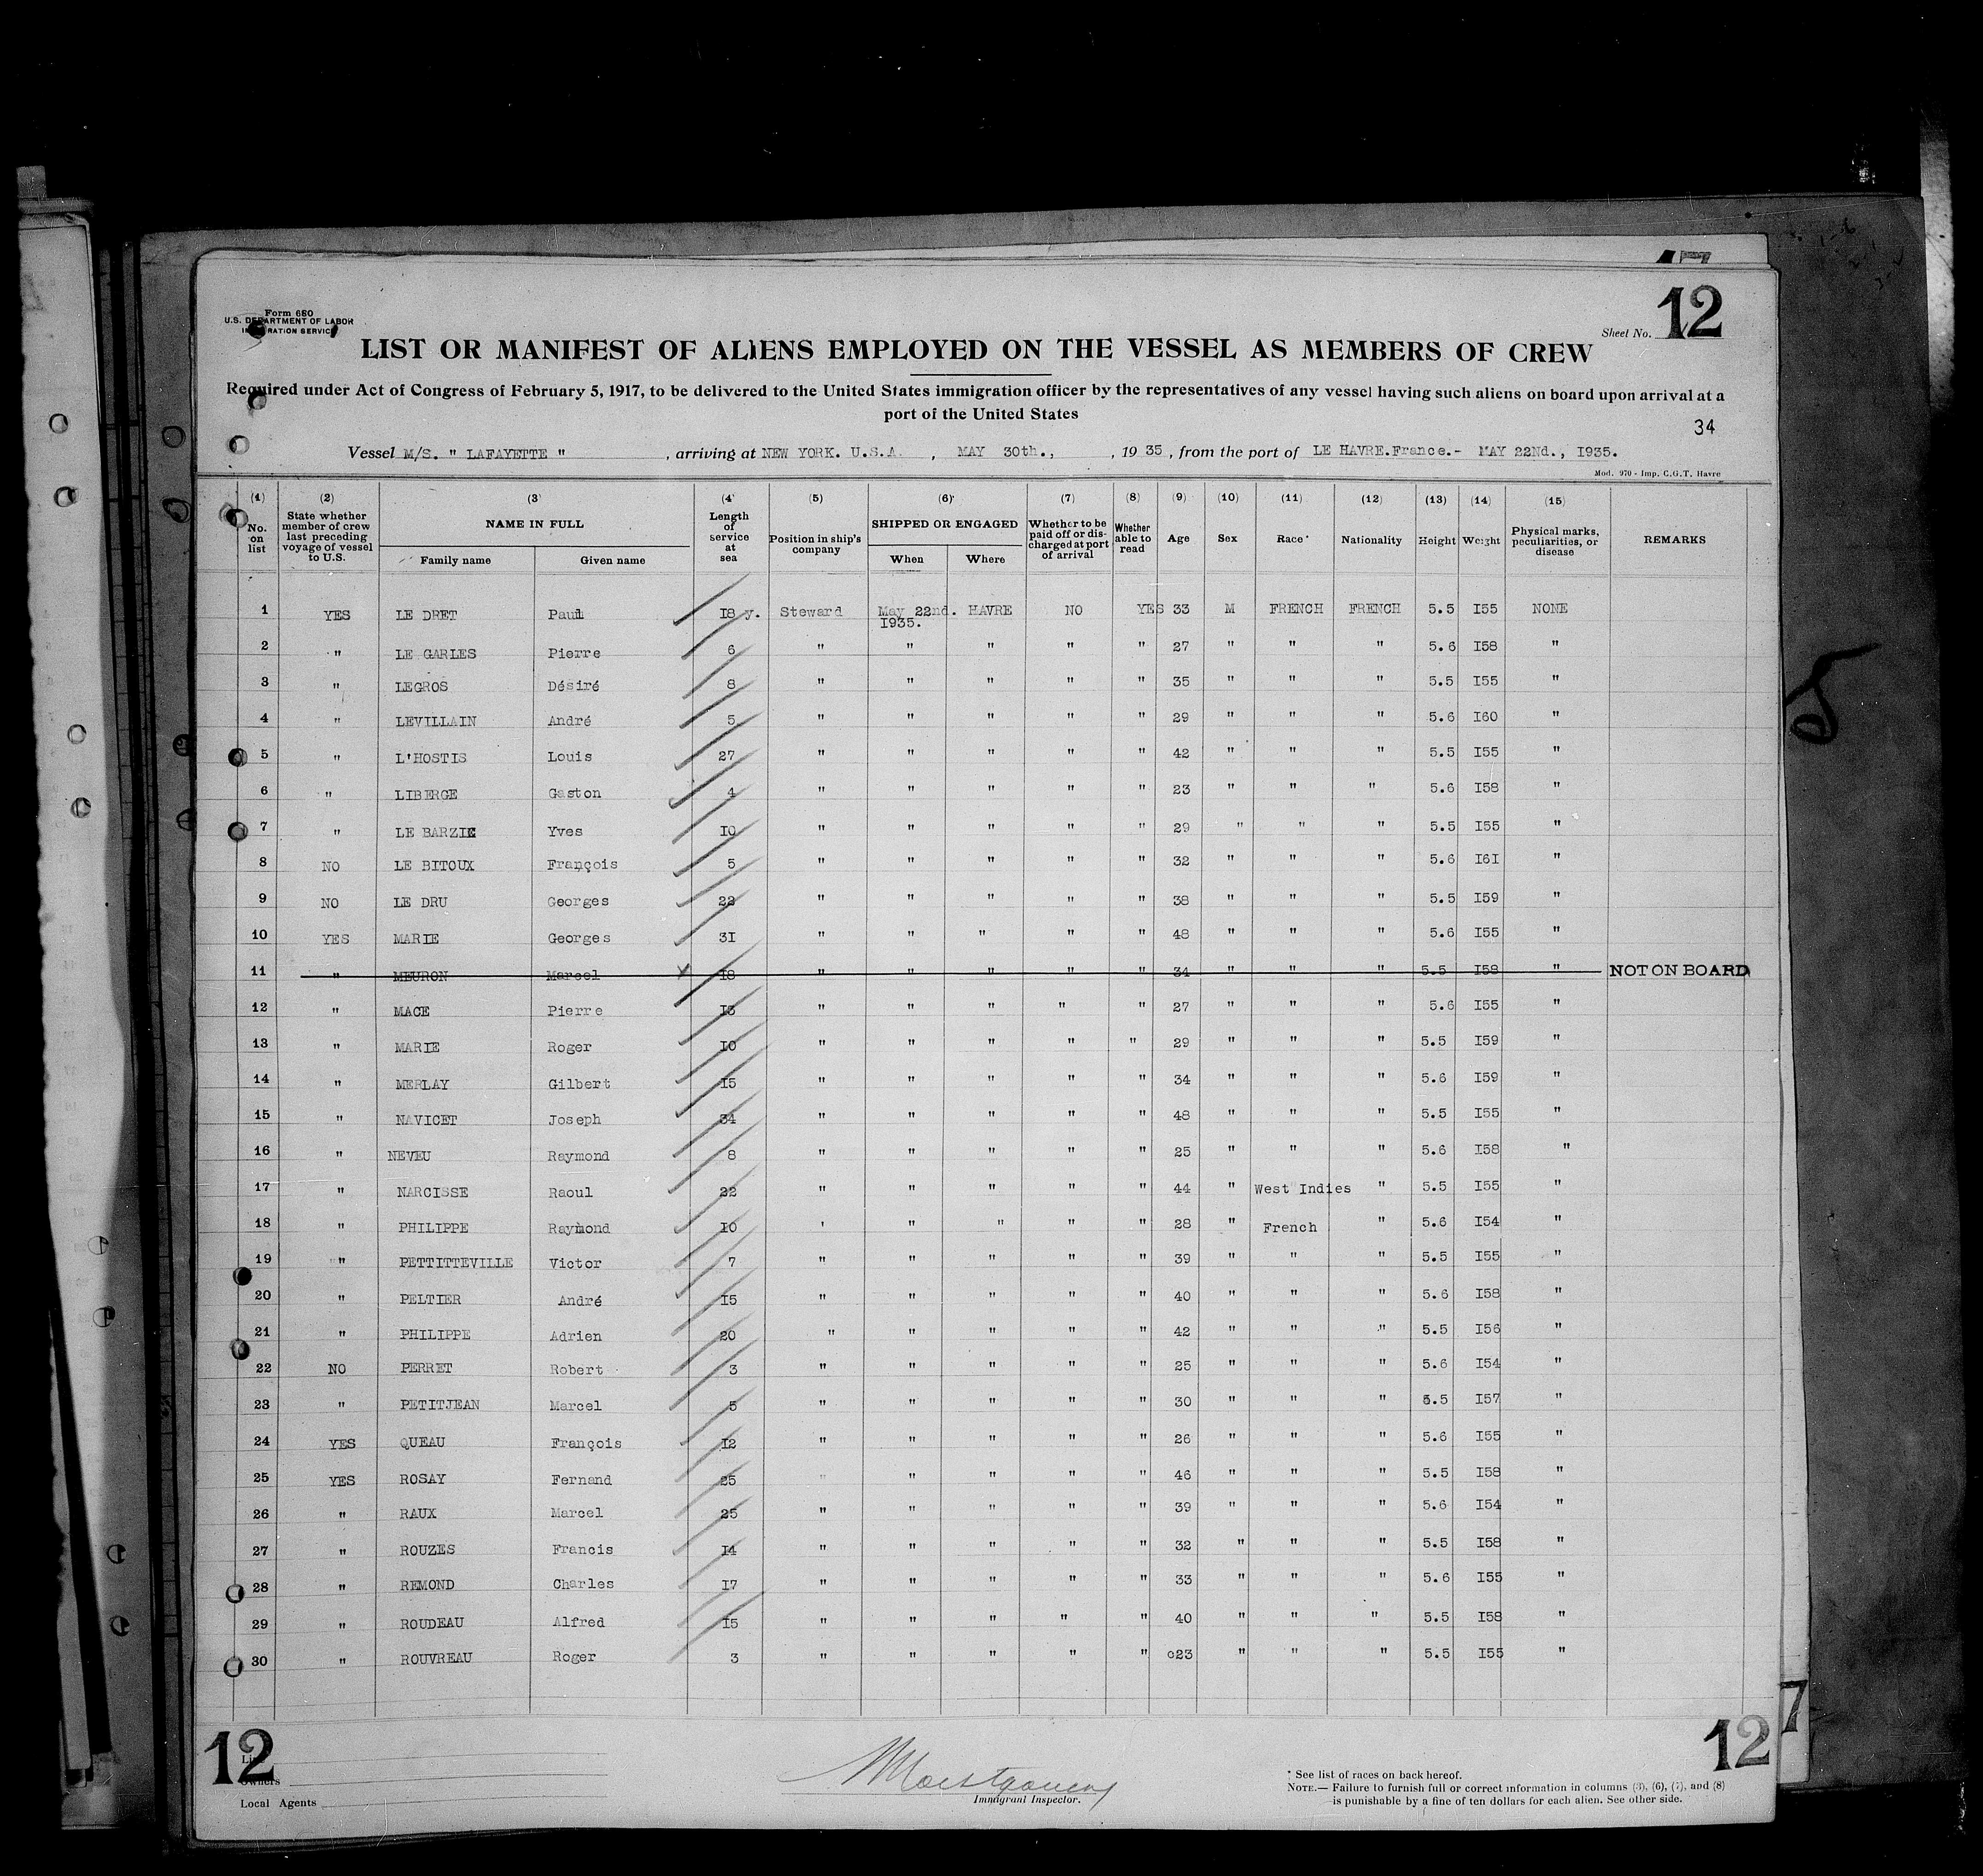 Form 680
U.S. DEPARTMENT OF LABOR
IMMIGRATION SERVICE
12
Sheet No.
LIST OR MANIFEST OF ALIENS EMPLOYED ON THE VESSEL AS MEMBERS OF CREW
Required under Act of Congress of February 5, 1917, to be delivered to the United States immigration officer by the representatives of any vessel having such aliens on board upon arrival at a
port of the United States
34
Vessel M/S. " LAFAYETTE " , arriving at NEW YORK. U.S.A. , MAY 30th., , 1935, from the port of LE HAVRE.France.- MAY 22Nd., I935.
Mod. 970 - Imp. C.G.T. Havre
(1) No. on list (2) State whether member of crew last preceding voyage of vessel to U.S. (3) NAME IN FULL Family name Given name (4) Length of service at sea (5) Position in ship's company (6) SHIPPED OR ENGAGED When Where (7) Whether to be paid off or discharged at port of arrival (8) Whether able to read (9) Age (10) Sex (11) Race* (12) Nationality (13) Height (14) Weight (15) Physical marks, peculiarities, or disease REMARKS
1 YES LE DRET Paul I8 y. Steward May 22nd. I935. HAVRE NO YES 33 M FRENCH FRENCH 5.5 I55 NONE
2 " LE GARLES Pierre 6 " " " " " 27 " " " 5.6 I58 "
3 " LEGROS Désiré 8 " " " " " 35 " " " 5.5 I55 "
4 " LEVILLAIN André 5 " " " " " 29 " " " 5.6 I60 "
5 " L'HOSTIS Louis 27 " " " " " 42 " " " 5.5 I55 "
6 " LIBERGE Gaston 4 " " " " " 23 " " " 5.6 I58 "
7 " LE BARZIC Yves I0 " " " " " 29 " " " 5.5 I55 "
8 NO LE BITOUX François 5 " " " " " 32 " " " 5.6 I6I "
9 NO LE DRU Georges 22 " " " " " 38 " " " 5.5 I59 "
10 YES MARIE Georges 3I " " " " " 48 " " " 5.6 I55 "
11 " MEURON Marcel I8 " " " " " 34 " " " 5.5 I58 " NOT ON BOARD
12 " MACE Pierre I3 " " " " " 27 " " " 5.6 I55 "
13 " MARIE Roger I0 " " " " " 29 " " " 5.5 I59 "
14 " MERLAY Gilbert I5 " " " " " 34 " " " 5.6 I59 "
15 " NAVICET Joseph 34 " " " " " 48 " " " 5.5 I55 "
16 " NEVEU Raymond 8 " " " " " 25 " " " 5.6 I58 "
17 " NARCISSE Raoul 22 " " " " " 44 " West Indies " 5.5 I55 "
18 " PHILIPPE Raymond I0 ' " " " " 28 " French " 5.6 I54 "
19 " PETTITTEVILLE Victor 7 " " " " " 39 " " " 5.5 I55 "
20 " PELTIER André I5 " " " " " 40 " " " 5.6 I58 "
21 " PHILIPPE Adrien 20 " " " " " 42 " " " 5.5 I56 "
22 NO PERRET Robert 3 " " " " " 25 " " " 5.6 I54 "
23 " PETITJEAN Marcel 5 " " " " " 30 " " " 5.5 I57 "
24 YES QUEAU François I2 " " " " " 26 " " " 5.6 I55 "
25 YES ROSAY Fernand 25 " " " " " 46 " " " 5.5 I58 "
26 " RAUX Marcel 25 " " " " " 39 " " " 5.6 I54 "
27 " ROUZES Francis I4 " " " " " 32 " " " 5.5 I58 "
28 " REMOND Charles I7 " " " " " 33 " " " 5.6 I55 "
29 " ROUDEAU Alfred I5 " " " " " 40 " " " 5.5 I58 "
30 " ROUVREAU Roger 3 " " " " " 23 " " " 5.5 I55 "
12
12
7
Owners
Local Agents
Immigrant Inspector.
* See list of races on back hereof.
NOTE.— Failure to furnish full or correct information in columns (3), (6), (7), and (8)
is punishable by a fine of ten dollars for each alien. See other side.